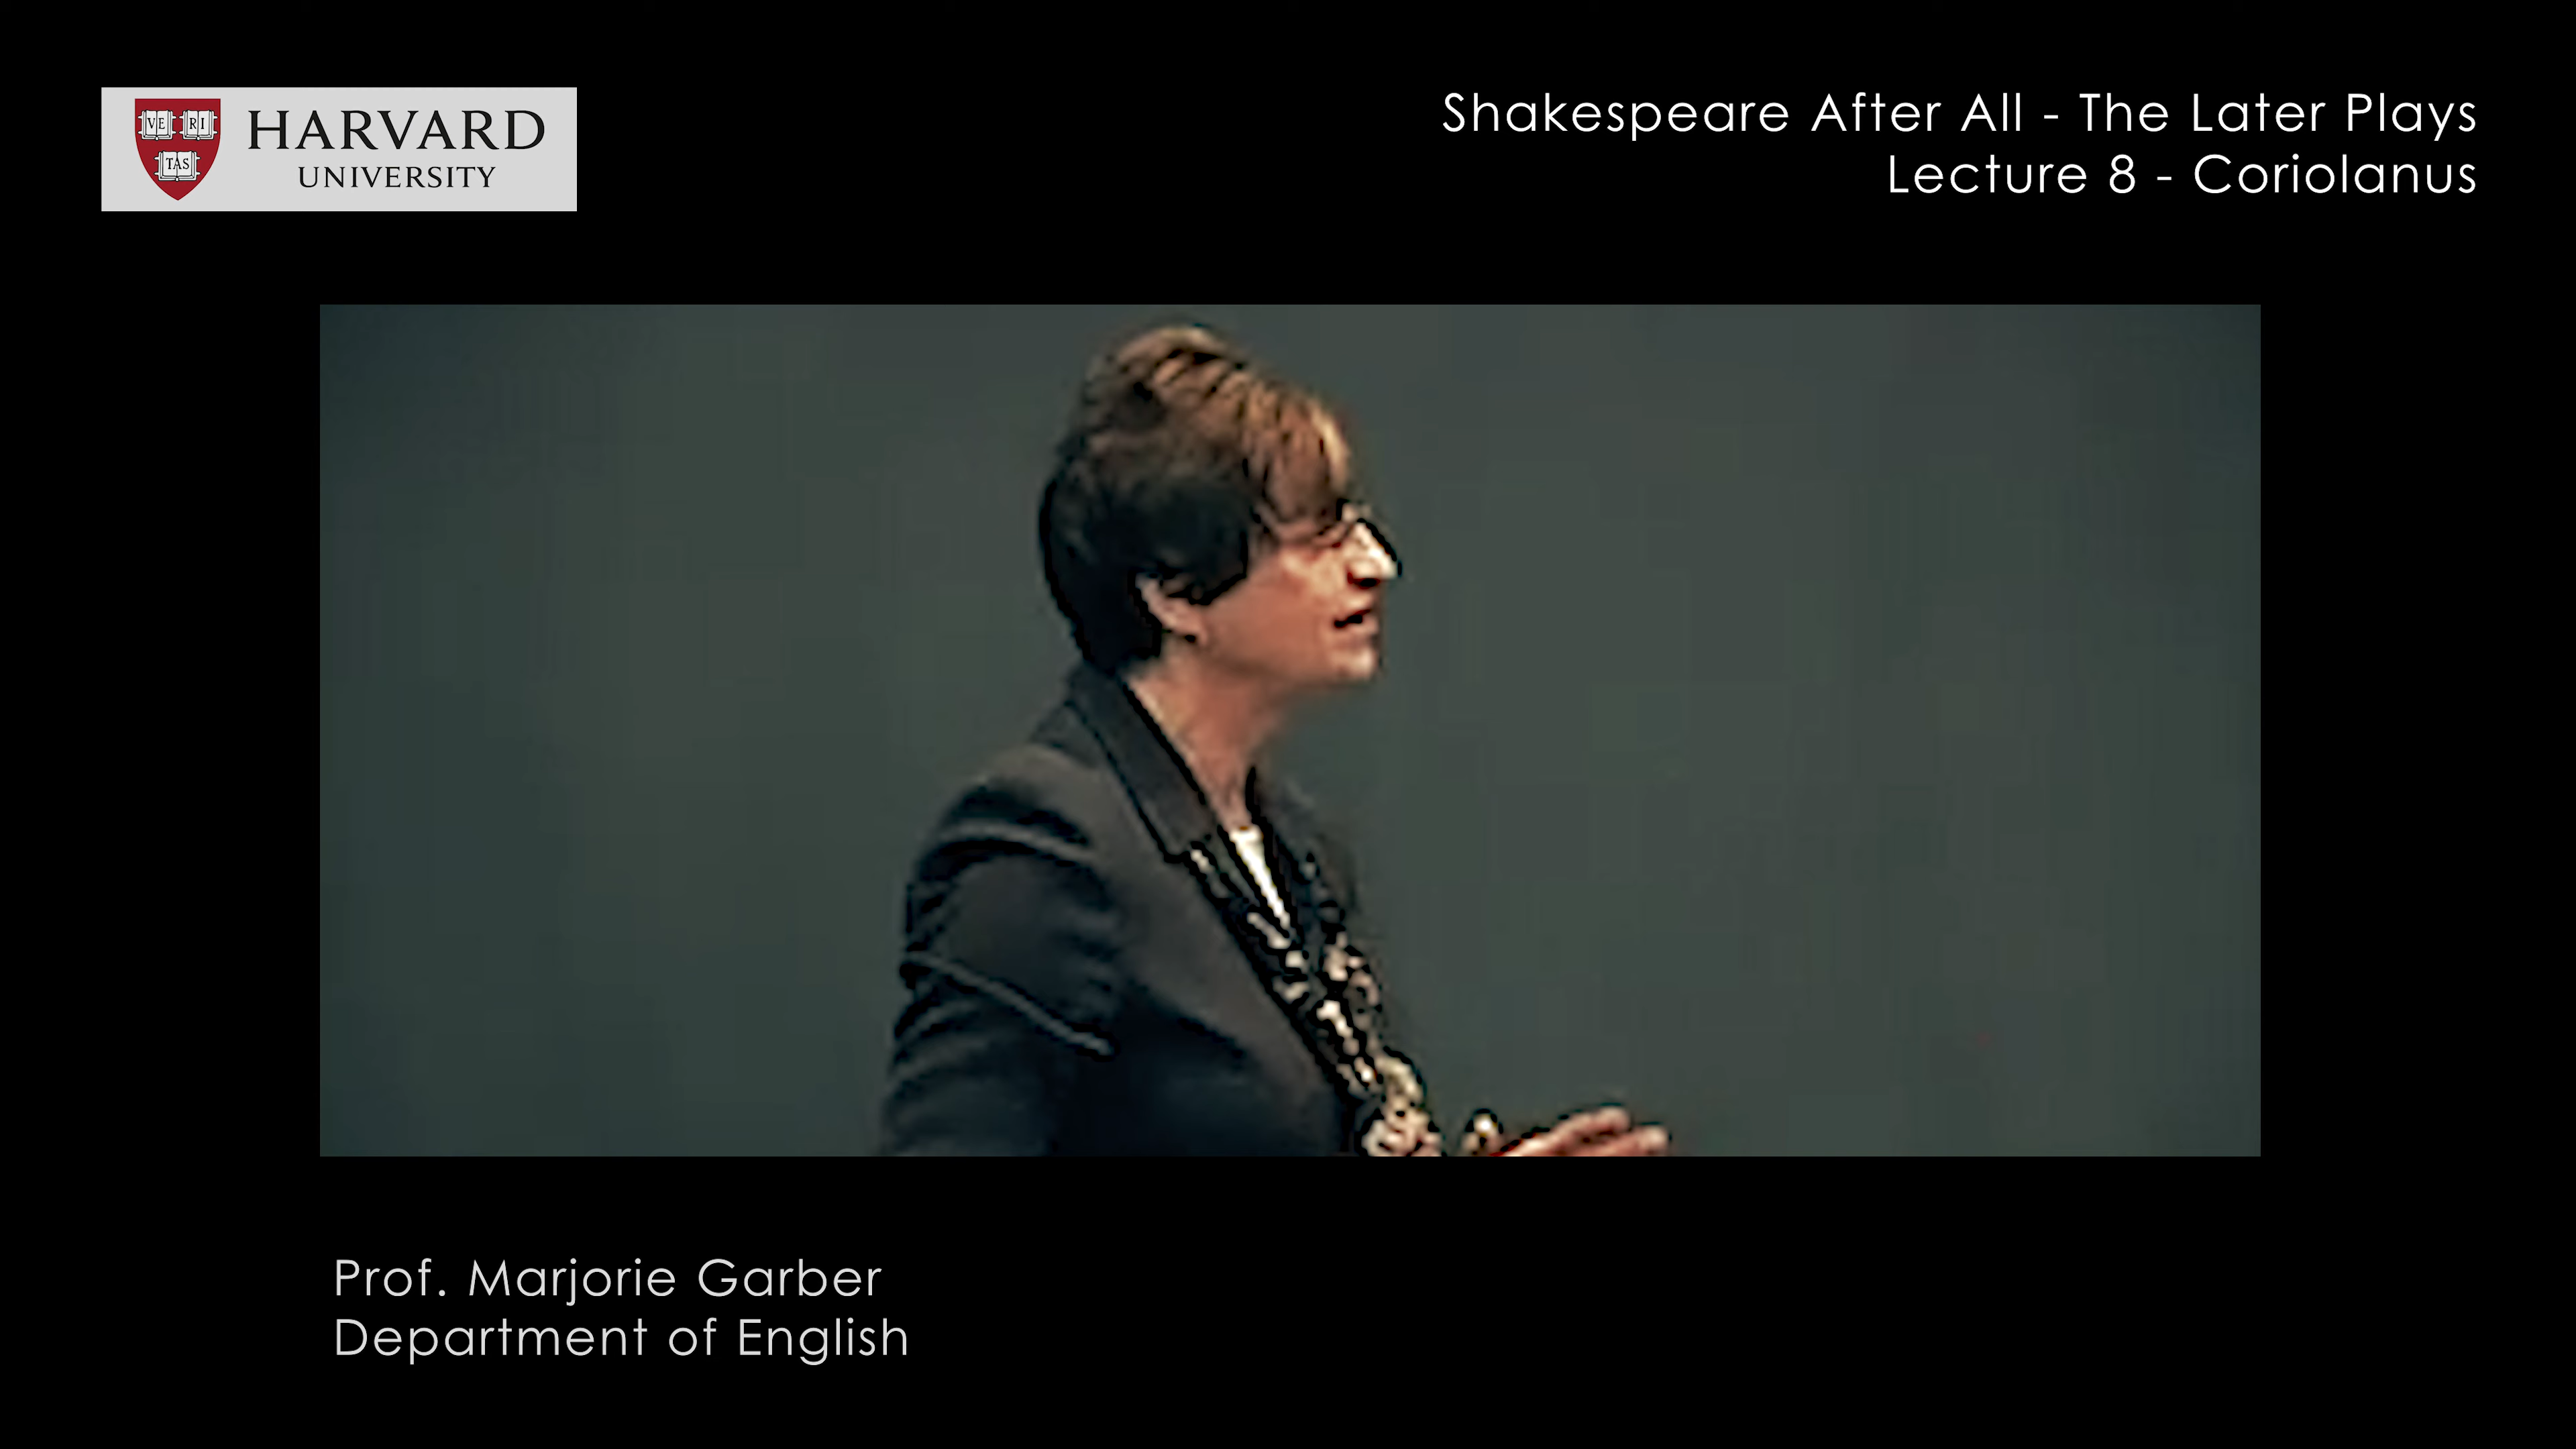 VE RI
TAS
HARVARD
UNIVERSITY
Shakespeare After All - The Later Plays
Lecture 8 - Coriolanus
Prof. Marjorie Garber
Department of English